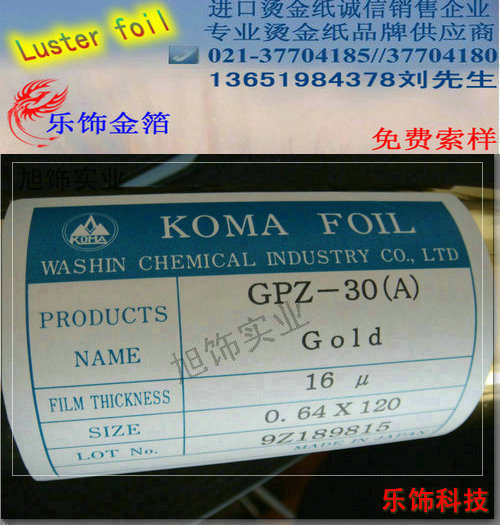 Luster foil
进口烫金纸诚信销售企业
专业烫金纸品牌供应商
021-37704185//37704180
13651984378刘先生
乐饰金箔
免费索样
旭饰实业
KOMA
KOMA FOIL
WASHIN CHEMICAL INDUSTRY CO., LTD
PRODUCTS NAME
GPZ-30(A)
Gold
旭饰实业
FILM THICKNESS
16 μ
SIZE
0.64 X 120
LOT No.
9Z189815
MADE IN JAPAN
乐饰科技